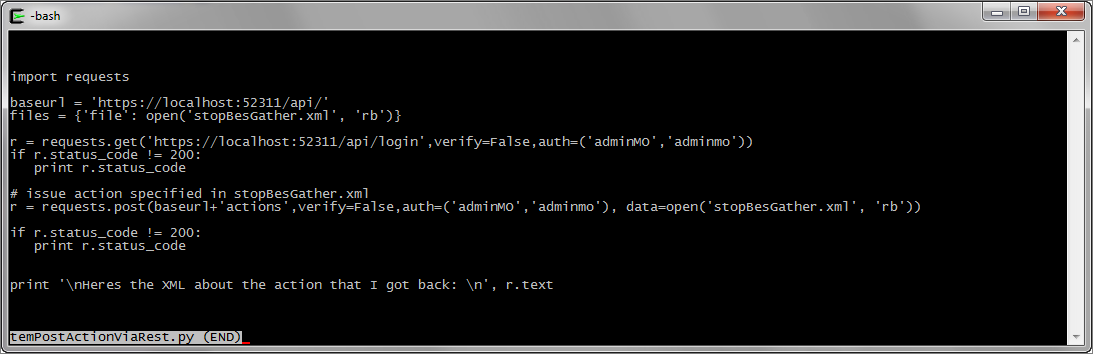 -bash
import requests
baseurl = 'https://localhost:52311/api/'
files = {'file': open('stopBesGather.xml', 'rb')}
r = requests.get('https://localhost:52311/api/login',verify=False,auth=('adminMO','adminmo'))
if r.status_code != 200:
   print r.status_code
# issue action specified in stopBesGather.xml
r = requests.post(baseurl+'actions',verify=False,auth=('adminMO','adminmo'), data=open('stopBesGather.xml', 'rb'))
if r.status_code != 200:
   print r.status_code
print '\nHeres the XML about the action that I got back: \n', r.text
temPostActionViaRest.py (END)